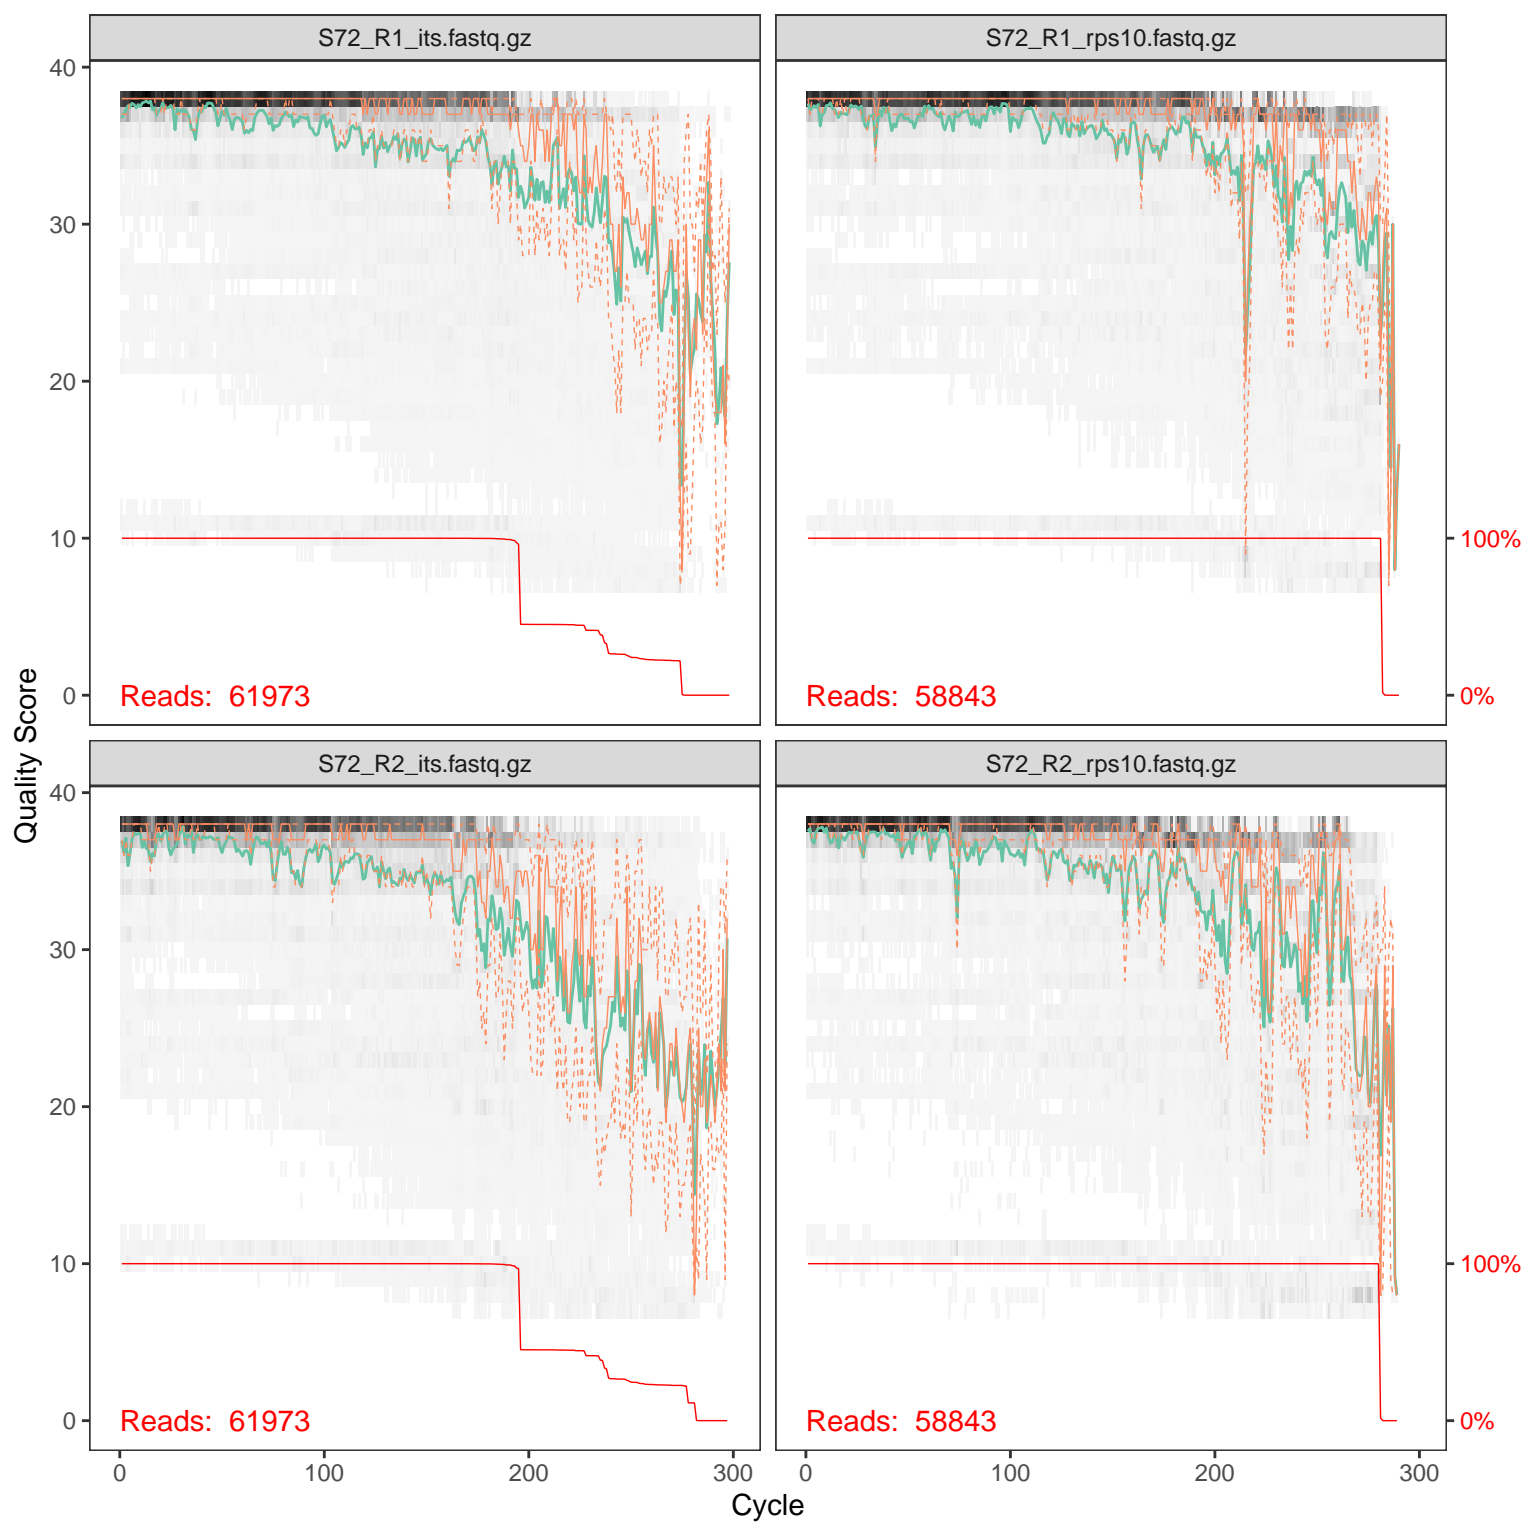 S72_R1_its.fastq.gz
S72_R1_rps10.fastq.gz
40
30
20
10
0
Reads: 61973
Reads: 58843
100%
0%
Quality Score
S72_R2_its.fastq.gz
S72_R2_rps10.fastq.gz
40
30
20
10
0
Reads: 61973
Reads: 58843
100%
0%
0 100 200 300
0 100 200 300
Cycle